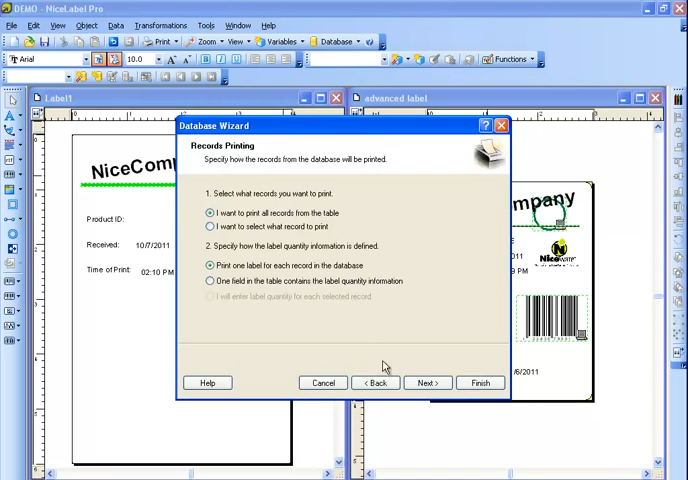 DEMO - NiceLabel Pro
File Edit View Object Data Transformations Tools Window Help
Print Zoom View Variables Database
Arial 10.0 Functions
Label1
advanced label
Database Wizard
Records Printing
Specify how the records from the database will be printed.
1. Select what records you want to print.
I want to print all records from the table
I want to select what record to print
2. Specify how the label quantity information is defined.
Print one label for each record in the database
One field in the table contains the label quantity information
I will enter label quantity for each selected record
Help Cancel < Back Next > Finish
NiceComp
Product ID:
Received: 10/7/2011
Time of Print: 02:10 PM
mpany
9 PM
/6/2011